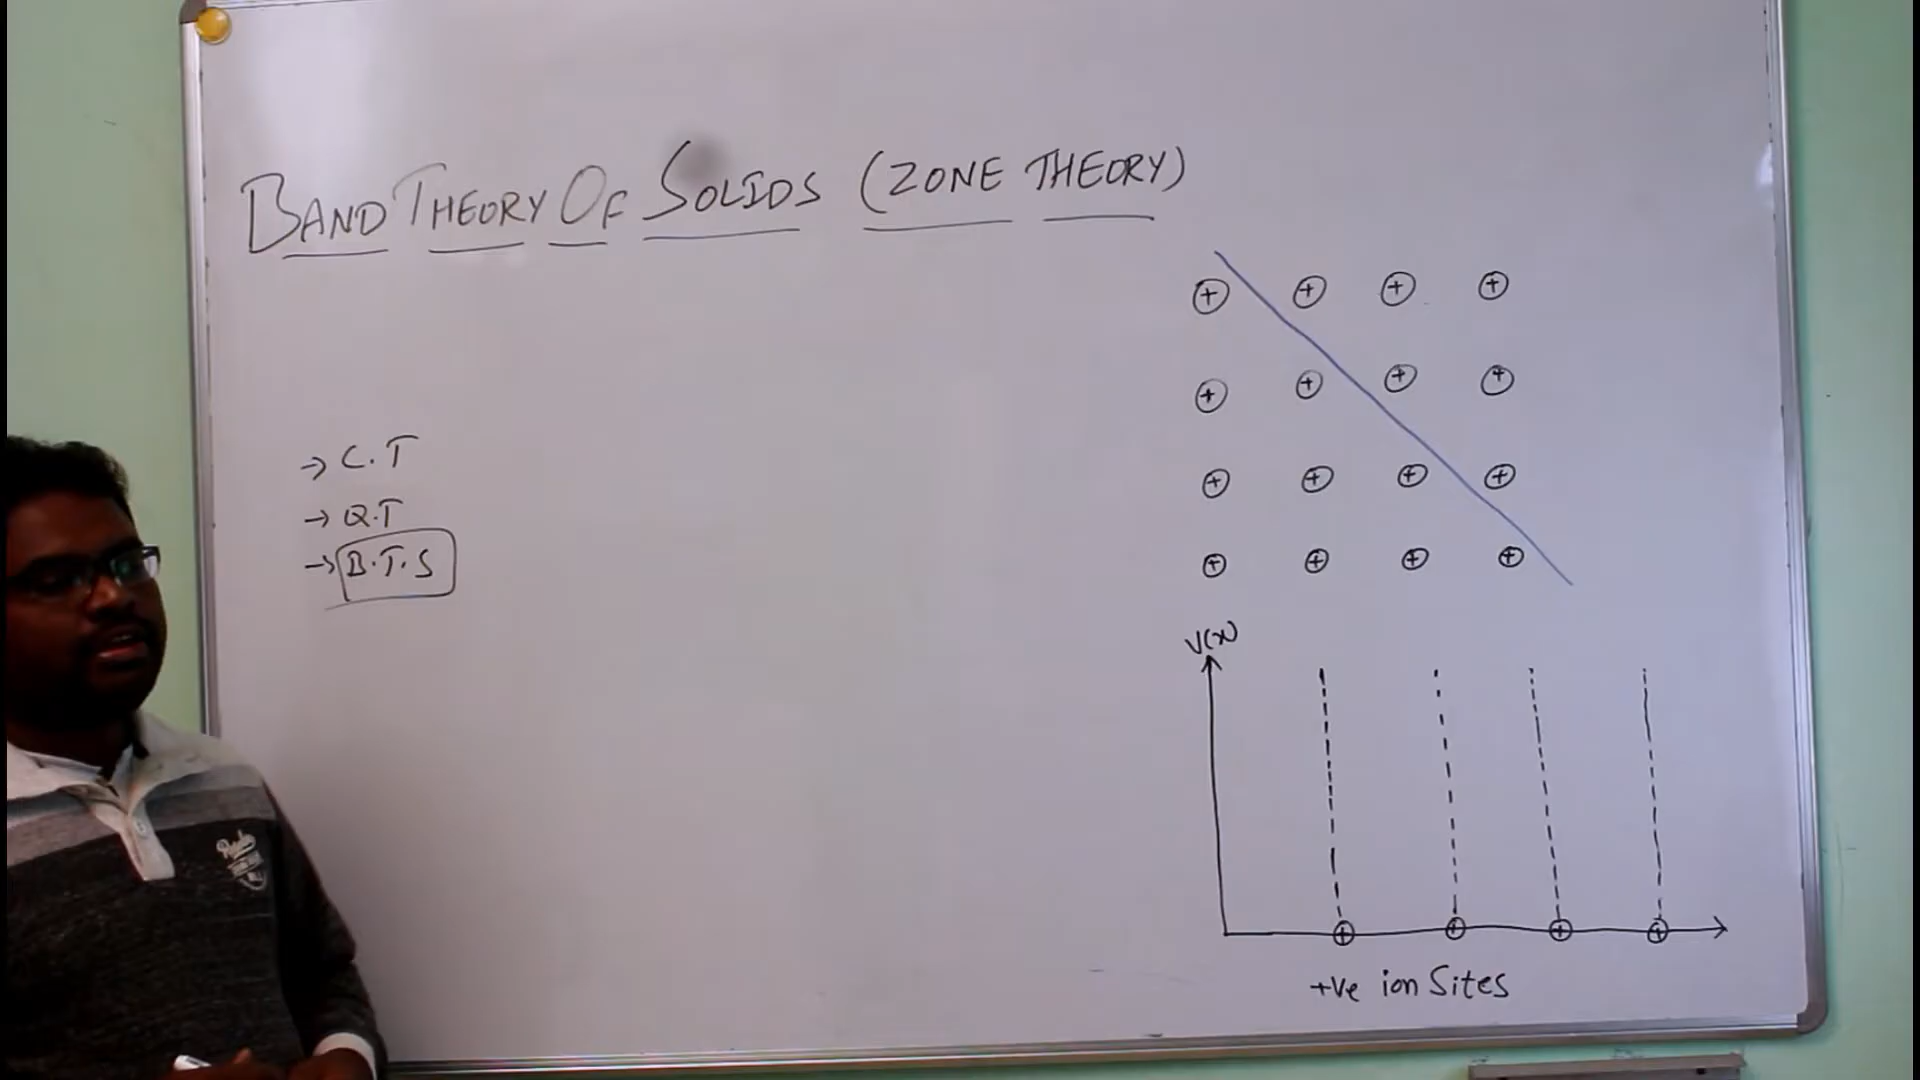 BAND THEORY OF SOLIDS (ZONE THEORY)
→ C.T
→ Q.T
→ B.T.S
+ + + +
+ + + +
+ + + +
+ + + +
V(x)
+ + + +
+ve ion Sites